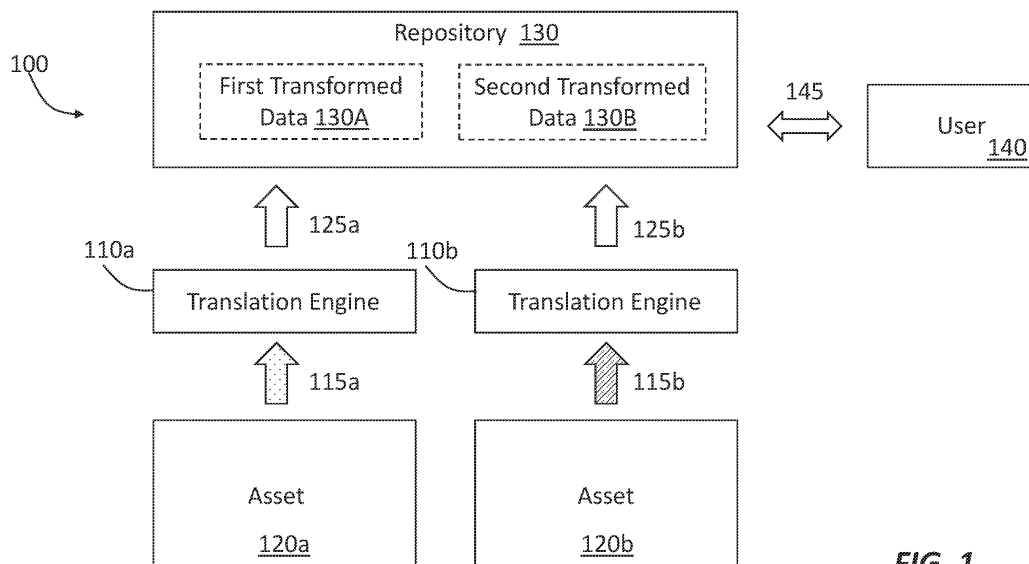 Repository 130
100
First Transformed
Data 130A
Second Transformed
Data 130B
145
User
140
125a
125b
110a
110b
Translation Engine
Translation Engine
115a
115b
Asset
120a
Asset
120b
FIG. 1